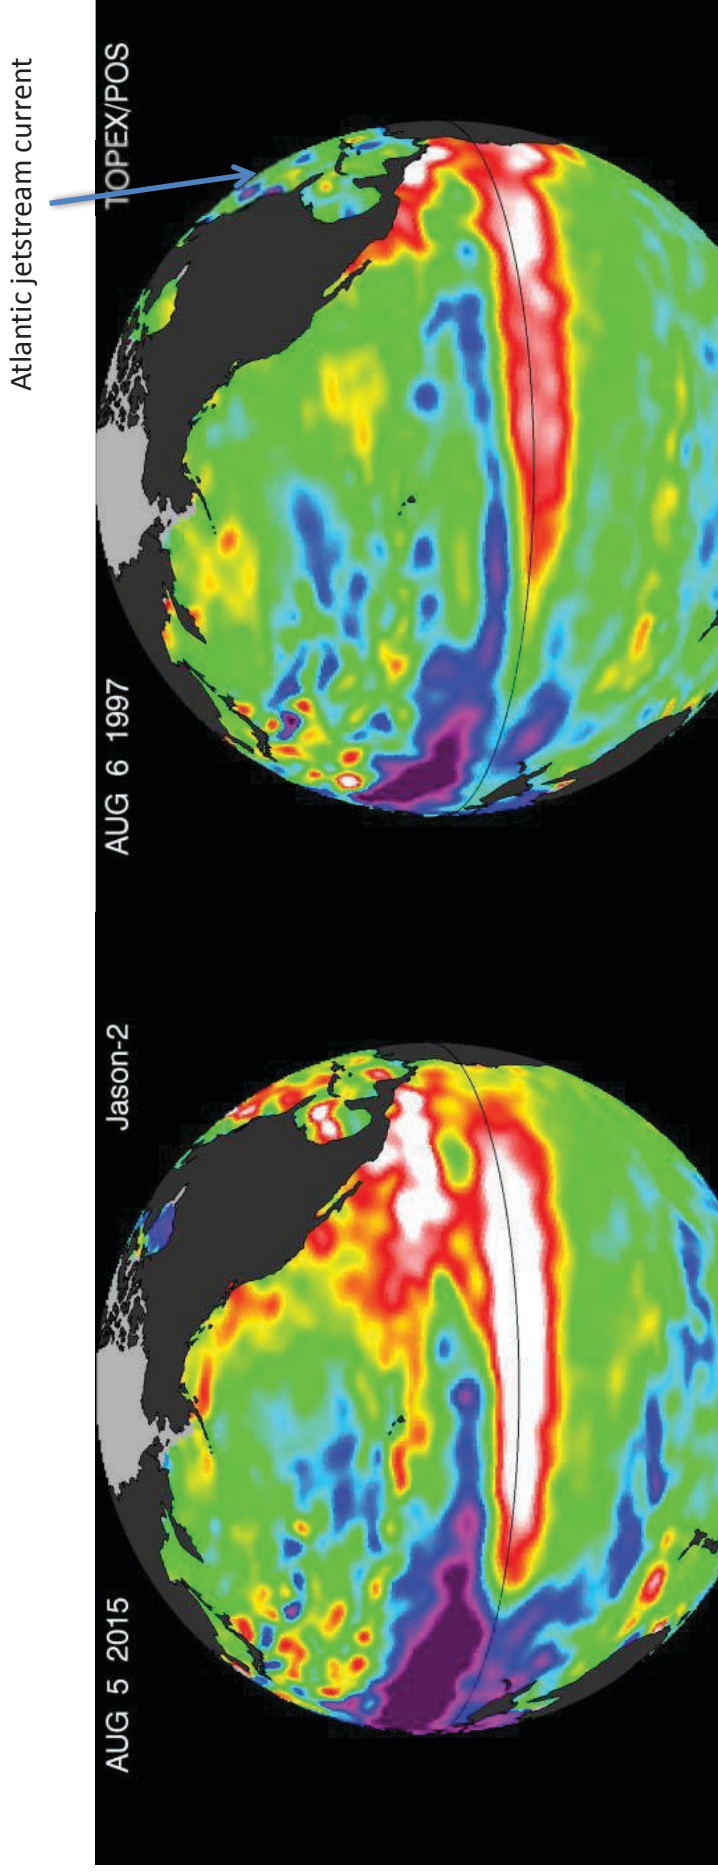 Atlantic jetstream current
AUG 5 2015
Jason-2
AUG 6 1997
TOPEX/POS